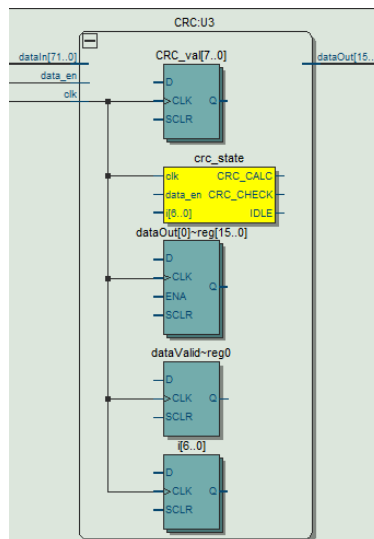 CRC:U3
dataIn[71..0]
dataOut[15..
CRC_val[7..0]
data_en
D
clk
>CLK Q
SCLR
crc_state
clk CRC_CALC
data_en CRC_CHECK
i[6..0] IDLE
dataOut[0]~reg[15..0]
D
>CLK Q
ENA
SCLR
dataValid~reg0
D
>CLK Q
SCLR
i[6..0]
D
>CLK Q
SCLR